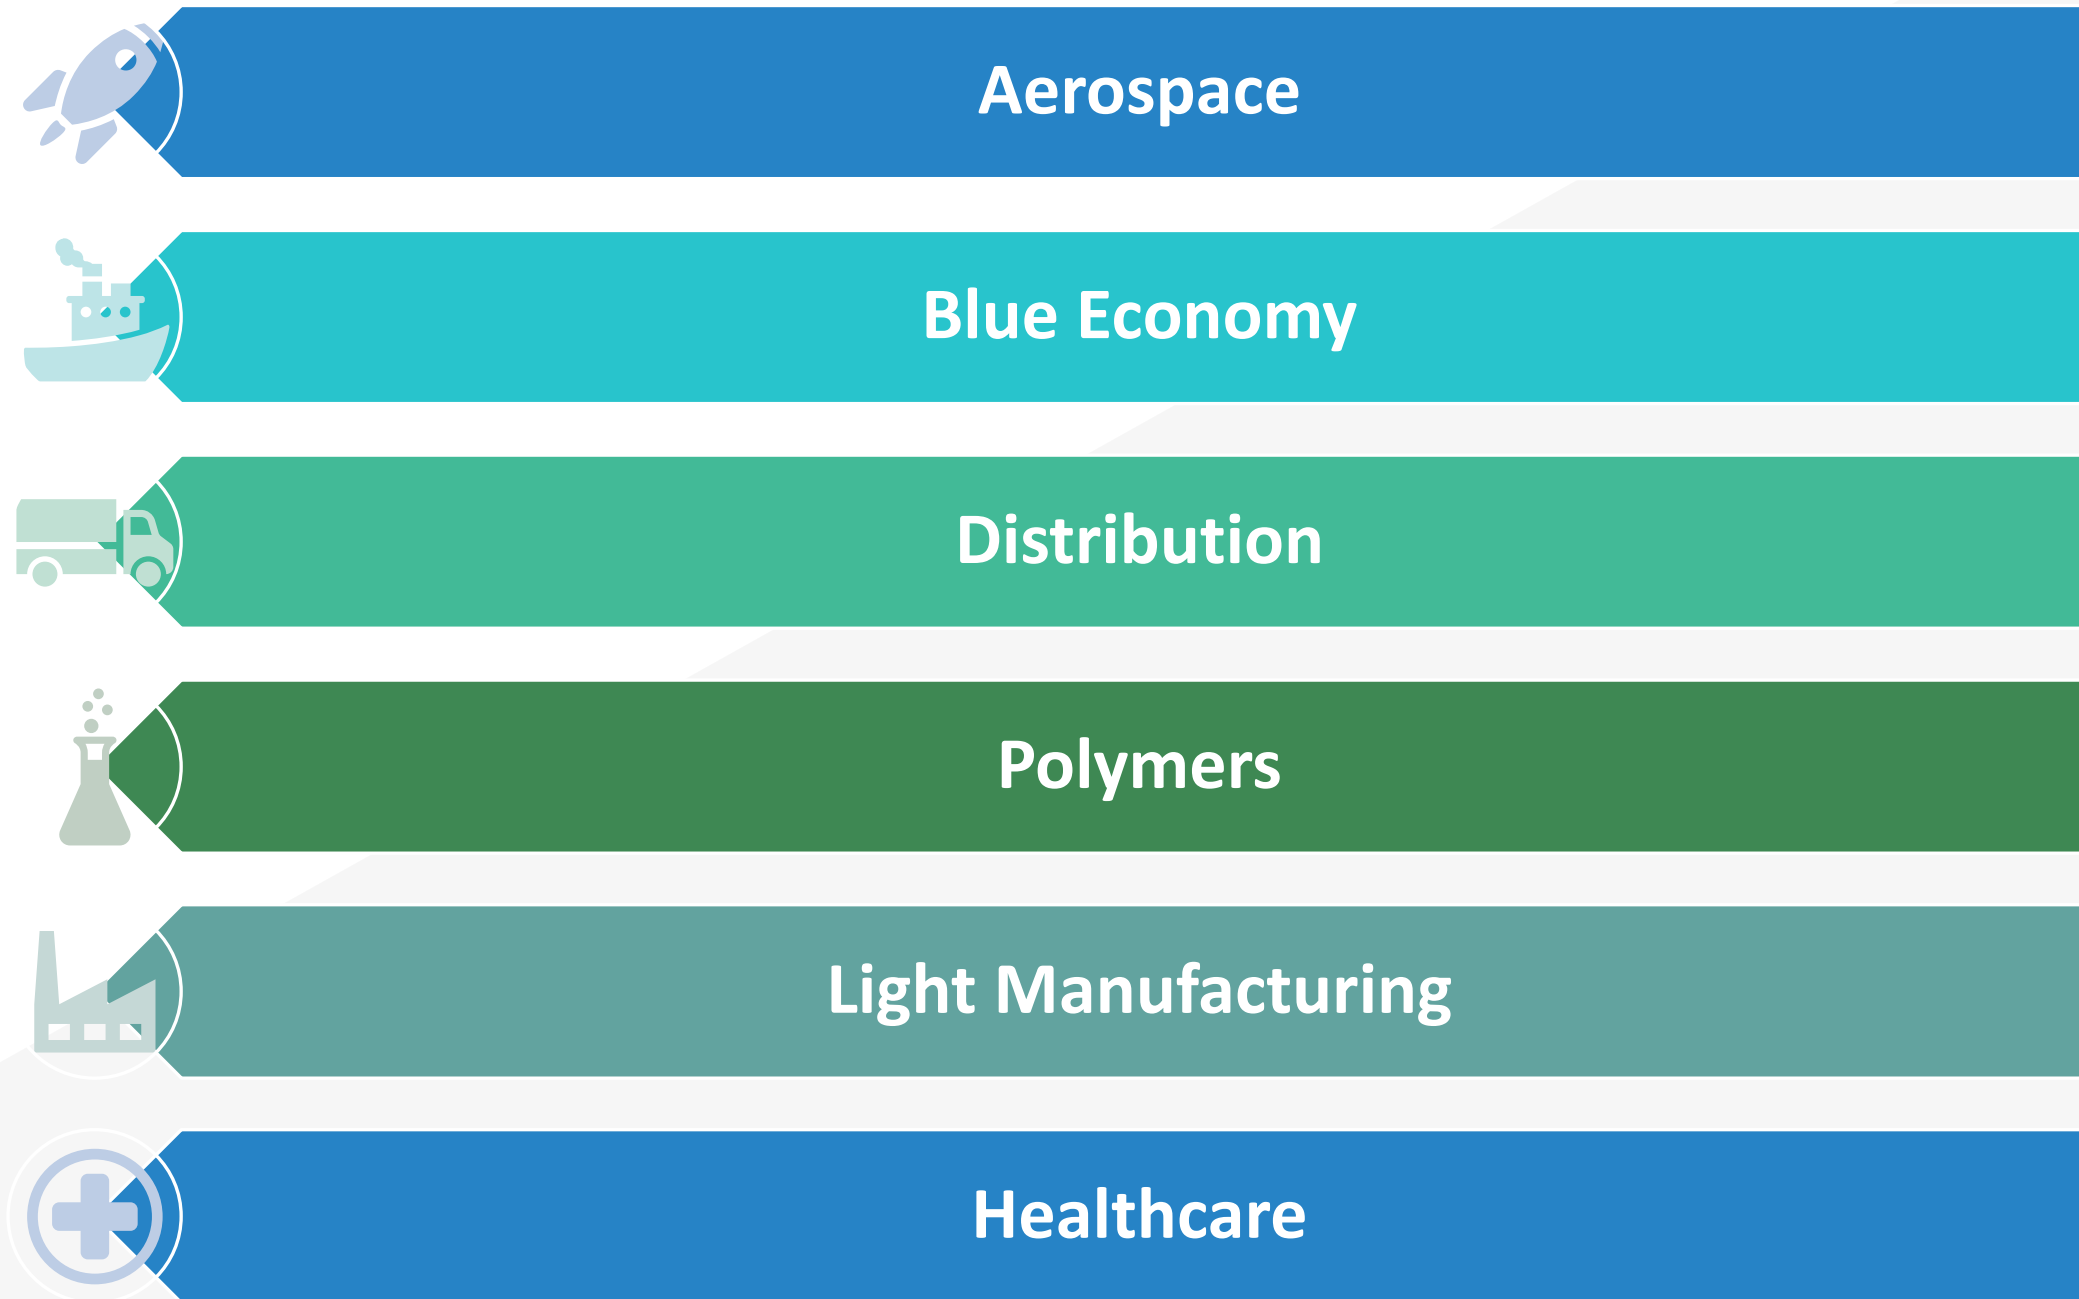 Aerospace
Blue Economy
Distribution
Polymers
Light Manufacturing
Healthcare